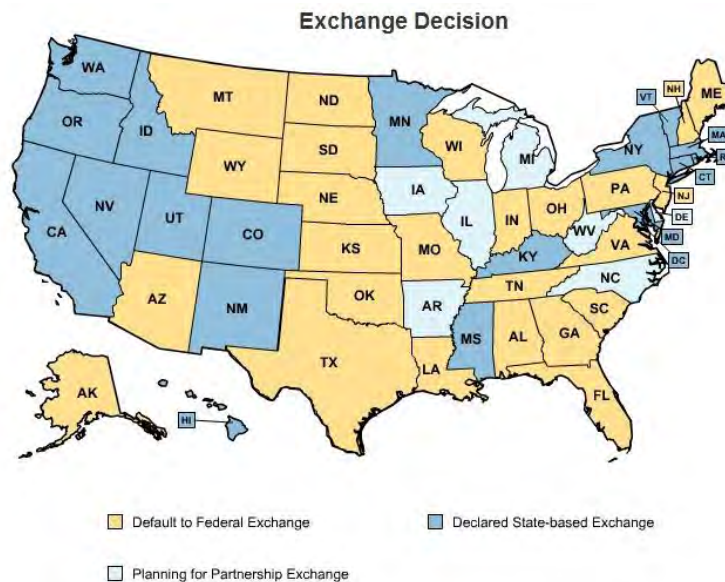 Exchange Decision
WA
MT
ND
MN
VT
NH
ME
OR
ID
SD
WI
MI
NY
MA
WY
CT
NE
IA
PA
NJ
NV
UT
IL
IN
OH
DE
CA
CO
WV
MD
KS
MO
KY
VA
DC
AZ
NM
OK
AR
TN
NC
SC
MS
AL
GA
TX
LA
AK
FL
HI
Default to Federal Exchange
Declared State-based Exchange
Planning for Partnership Exchange